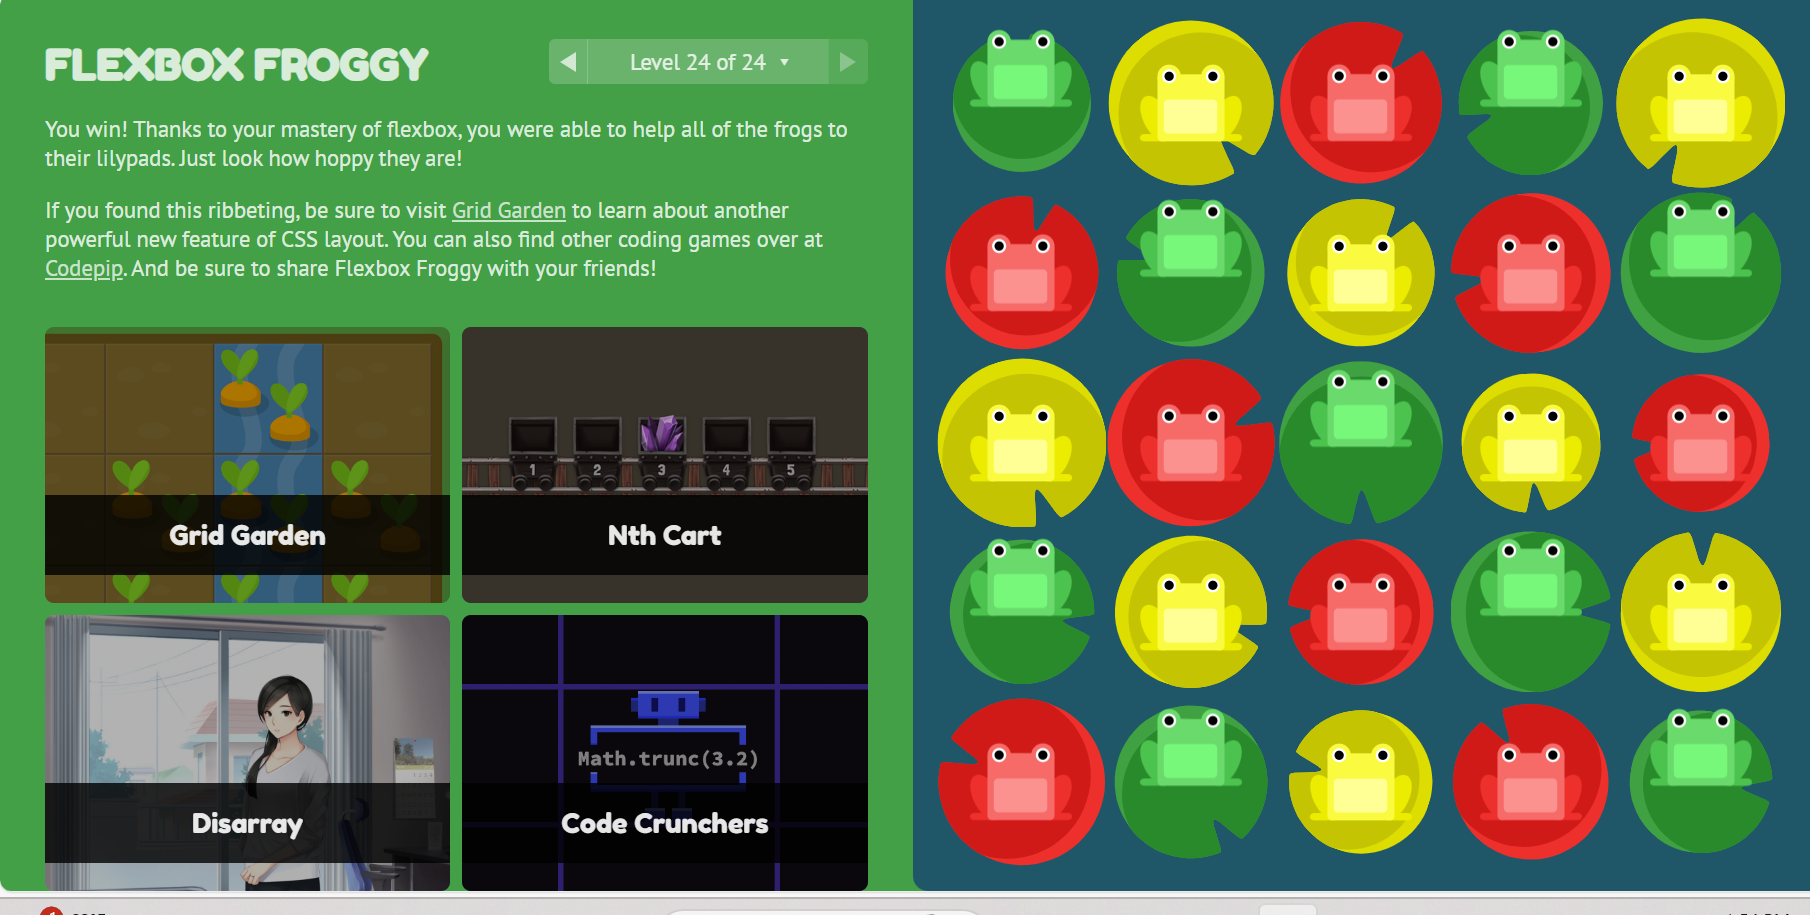 FLEXBOX FROGGY
Level 24 of 24
You win! Thanks to your mastery of flexbox, you were able to help all of the frogs to
their lilypads. Just look how hoppy they are!
If you found this ribbeting, be sure to visit Grid Garden to learn about another
powerful new feature of CSS layout. You can also find other coding games over at
Codepip. And be sure to share Flexbox Froggy with your friends!
1 2 3 4 5
Grid Garden
Nth Cart
Math.trunc(3.2)
Disarray
Code Crunchers